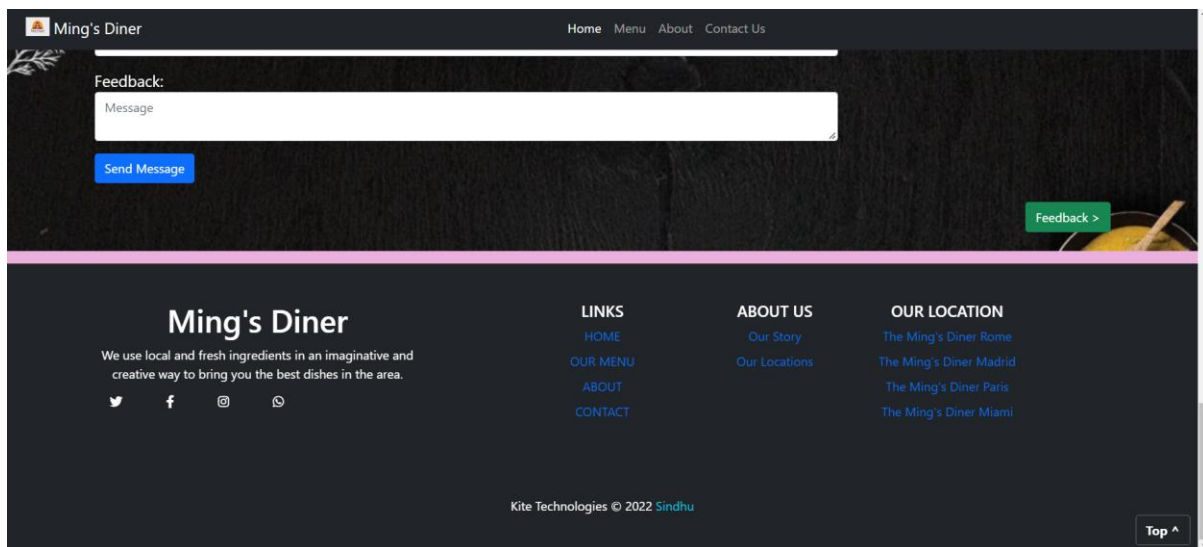 Ming's Diner
Home Menu About Contact Us
Feedback:
Message
Send Message
Feedback >
Ming's Diner
We use local and fresh ingredients in an imaginative and
creative way to bring you the best dishes in the area.
LINKS
HOME
OUR MENU
ABOUT
CONTACT
ABOUT US
Our Story
Our Locations
OUR LOCATION
The Ming's Diner Rome
The Ming's Diner Madrid
The Ming's Diner Paris
The Ming's Diner Miami
Kite Technologies © 2022 Sindhu
Top ^